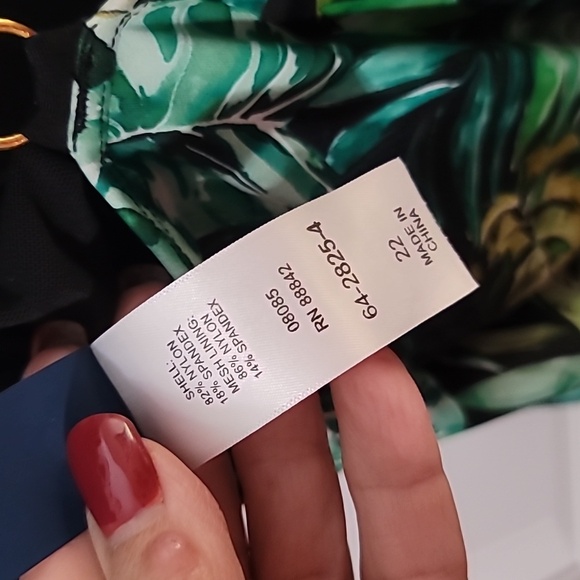 SHELL:
82% NYLON
18% SPANDEX
MESH LINING:
86% NYLON
14% SPANDEX
08085
RN 88842
64-2825-4
22
MADE IN
CHINA